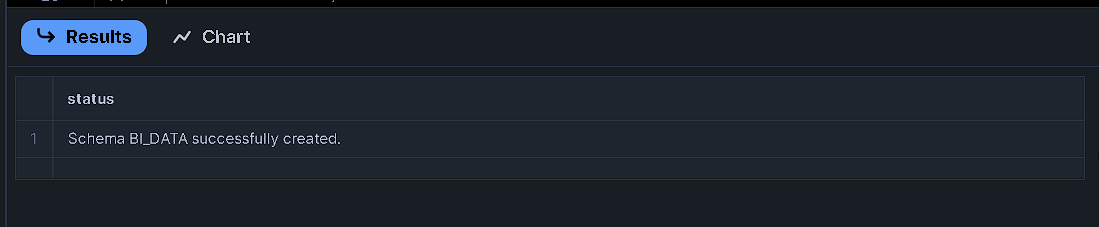 Results
Chart
status
1
Schema BI_DATA successfully created.